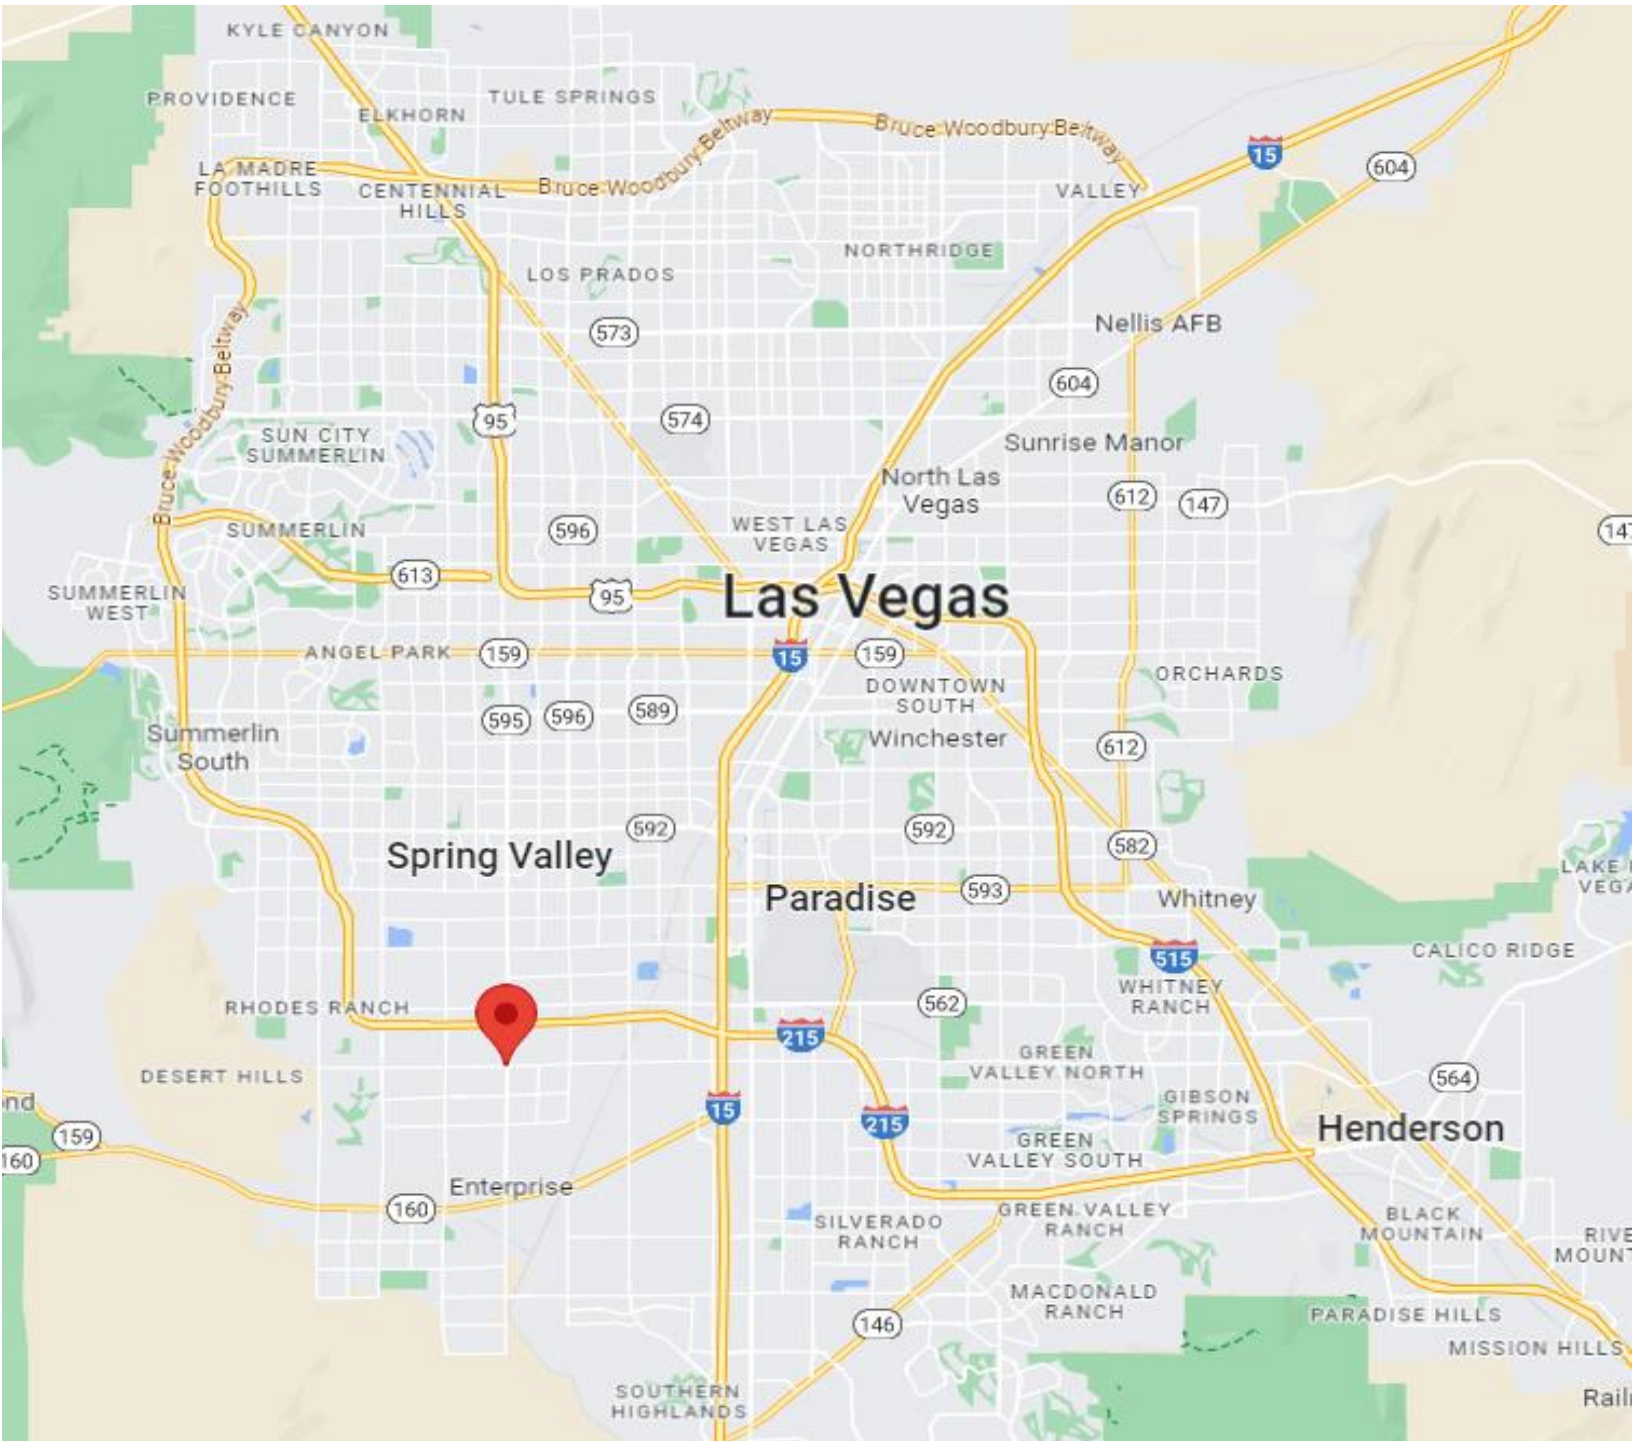 KYLE CANYON
PROVIDENCE
ELKHORN
TULE SPRINGS
Bruce Woodbury Beltway
Bruce Woodbury Beltway
15
604
LA MADRE
FOOTHILLS
CENTENNIAL
HILLS
VALLEY
NORTHRIDGE
LOS PRADOS
573
Nellis AFB
Bruce Woodbury Beltway
604
95
574
SUN CITY
SUMMERLIN
Sunrise Manor
North Las
Vegas
612
147
SUMMERLIN
596
WEST LAS
VEGAS
147
613
95
Las Vegas
SUMMERLIN
WEST
ANGEL PARK
159
15
159
DOWNTOWN
SOUTH
ORCHARDS
595
596
589
Summerlin
South
Winchester
612
592
592
582
Spring Valley
LAKE
VEGA
Paradise
593
Whitney
CALICO RIDGE
515
WHITNEY
RANCH
RHODES RANCH
562
215
DESERT HILLS
GREEN
VALLEY NORTH
564
nd
159
160
15
215
GIBSON
SPRINGS
Henderson
GREEN
VALLEY SOUTH
Enterprise
160
SILVERADO
RANCH
GREEN VALLEY
RANCH
BLACK
MOUNTAIN
RIVE
MOUNT
MACDONALD
RANCH
146
PARADISE HILLS
MISSION HILLS
SOUTHERN
HIGHLANDS
Railr